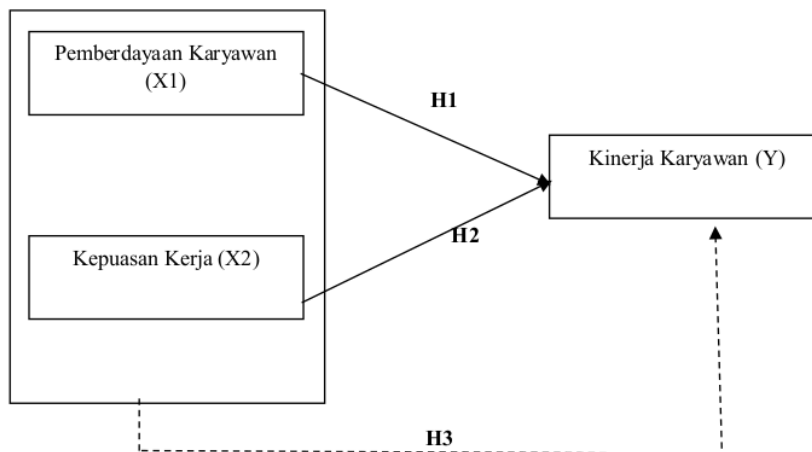 Pemberdayaan Karyawan
(X1)
H1
Kinerja Karyawan (Y)
H2
Kepuasan Kerja (X2)
H3